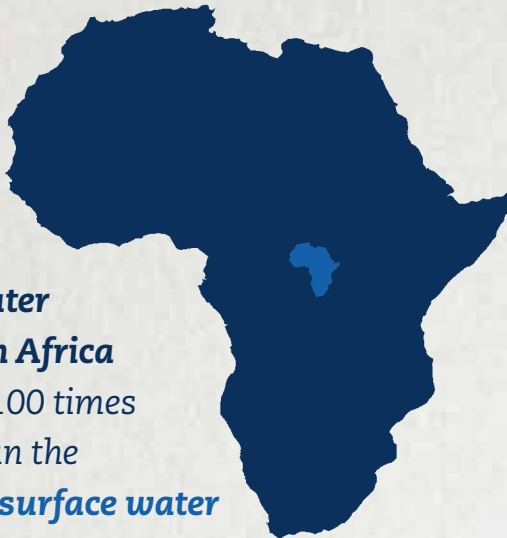 ater
n Africa
100 times
an the
surface water